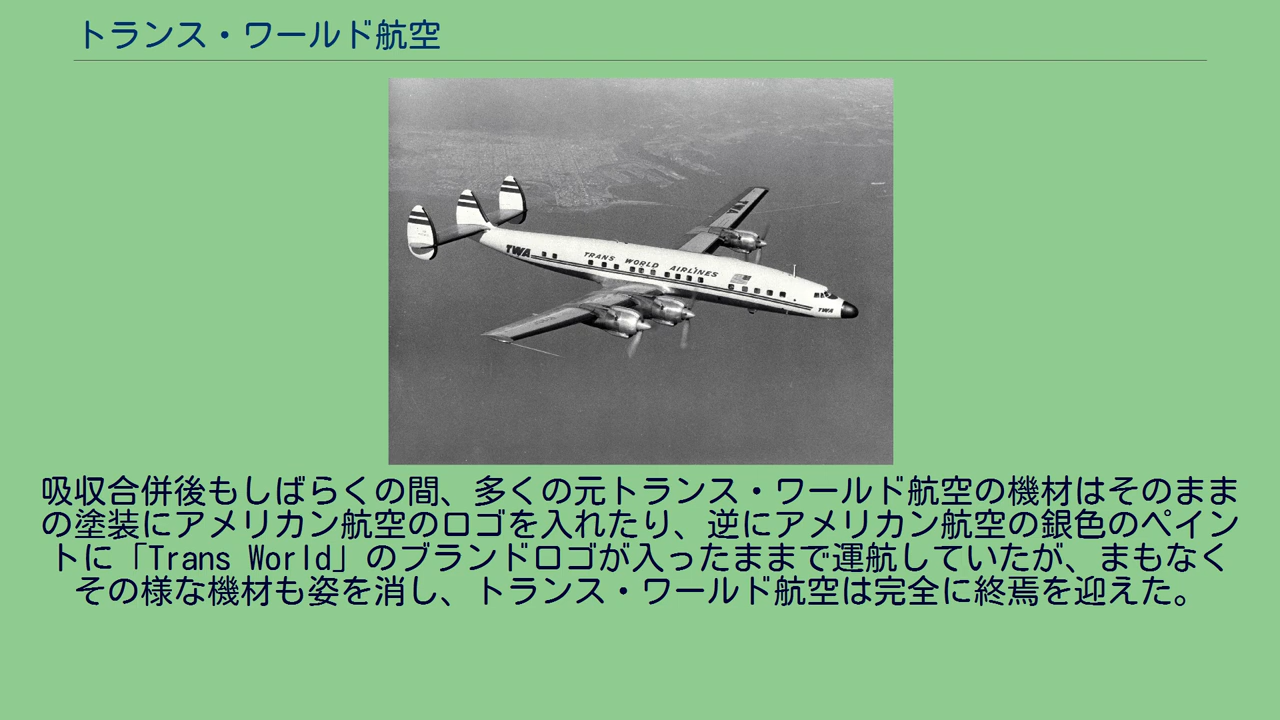 トランス・ワールド航空
TWA
TRANS WORLD AIRLINES
TWA
TWA
吸収合併後もしばらくの間、多くの元トランス・ワールド航空の機材はそのまま
の塗装にアメリカン航空のロゴを入れたり、逆にアメリカン航空の銀色のペイン
トに「Trans World」のブランドロゴが入ったままで運航していたが、まもなく
その様な機材も姿を消し、トランス・ワールド航空は完全に終焉を迎えた。